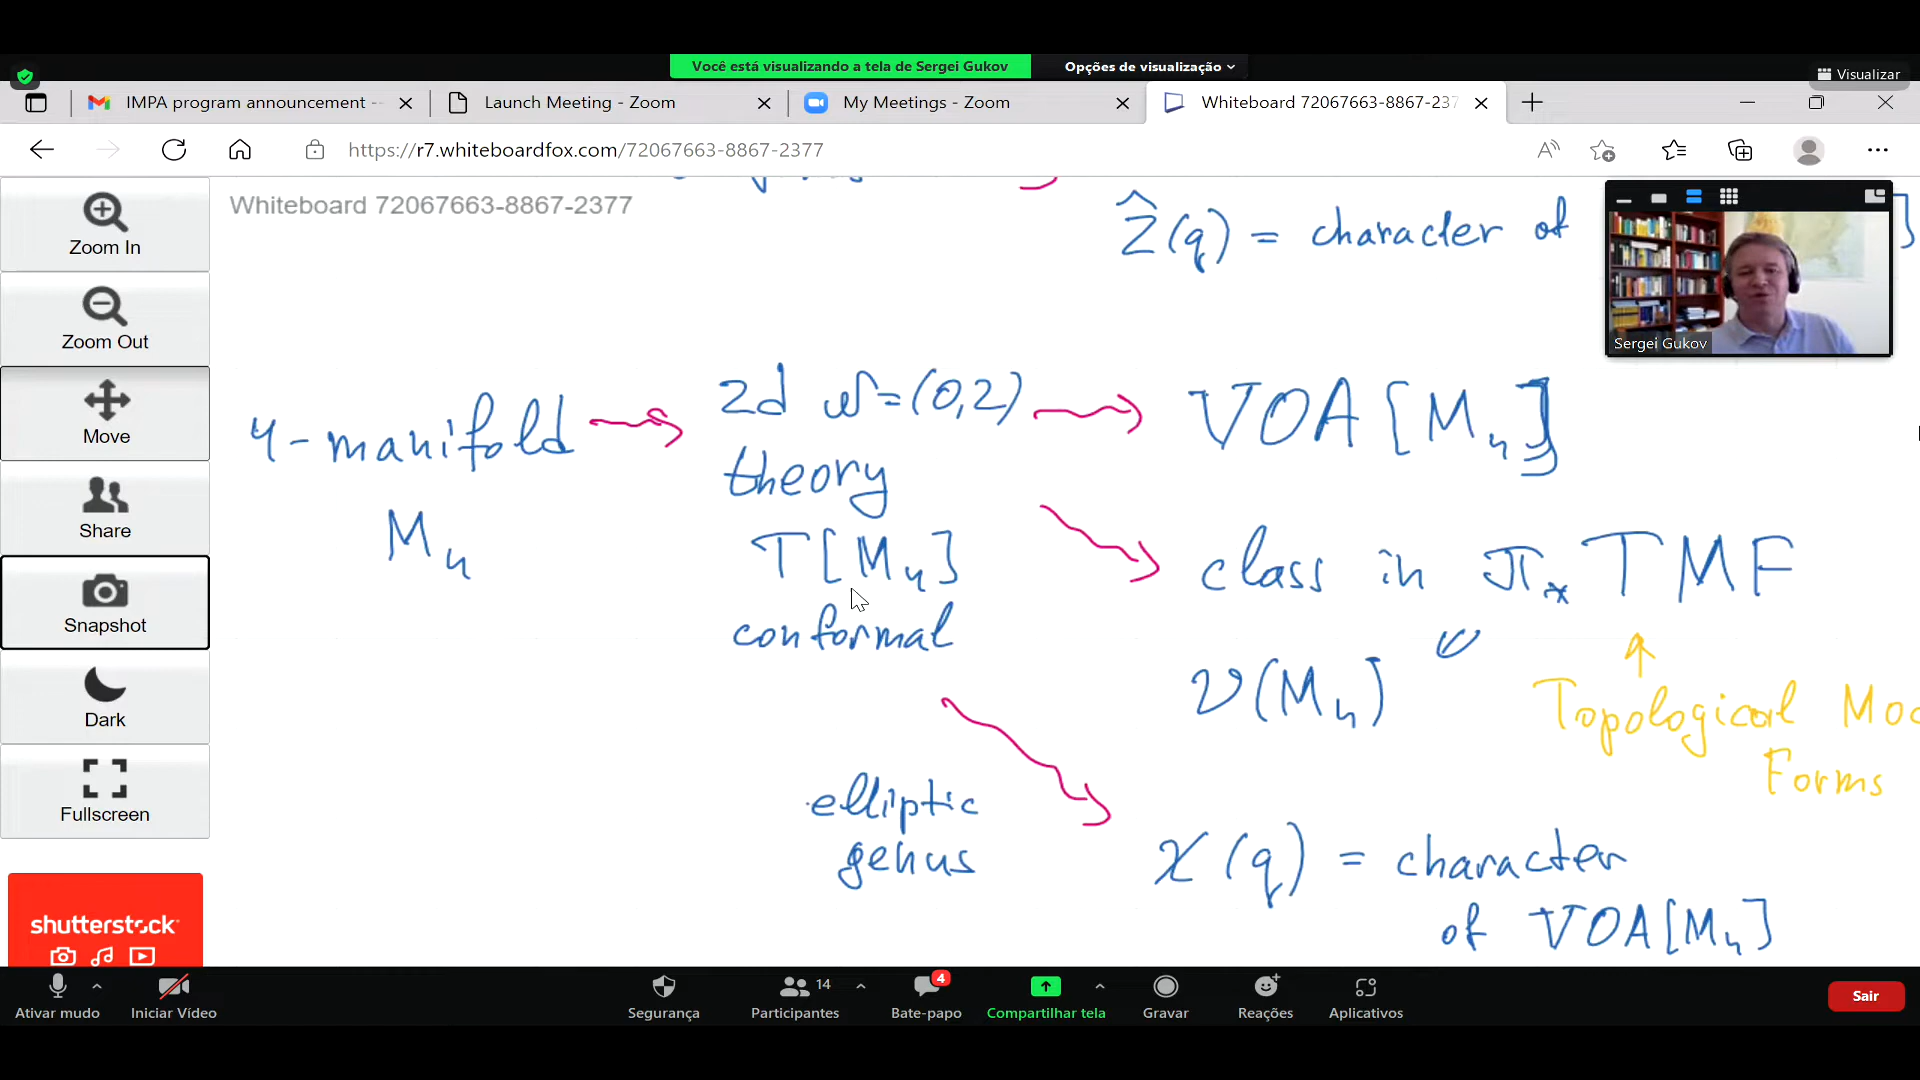 Você está visualizando a tela de Sergei Gukov
Opções de visualização
Visualizar
IMPA program announcement -
Launch Meeting - Zoom
My Meetings - Zoom
Whiteboard 72067663-8867-237
https://r7.whiteboardfox.com/72067663-8867-2377
Whiteboard 72067663-8867-2377
Zoom In
Zoom Out
Move
Share
Snapshot
Dark
Fullscreen
shutterstock
Ẑ(q) = character of
Sergei Gukov
4-manifold
M₄
2d N=(0,2)
theory
T[M₄]
conformal
VOA[M₄]
class in π_* TMF
υ(M₄)
Topological
Forms
elliptic
genus
χ(q) = character
of VOA[M₄]
Ativar mudo
Iniciar Vídeo
Segurança
14
Participantes
4
Bate-papo
Compartilhar tela
Gravar
Reações
Aplicativos
Sair